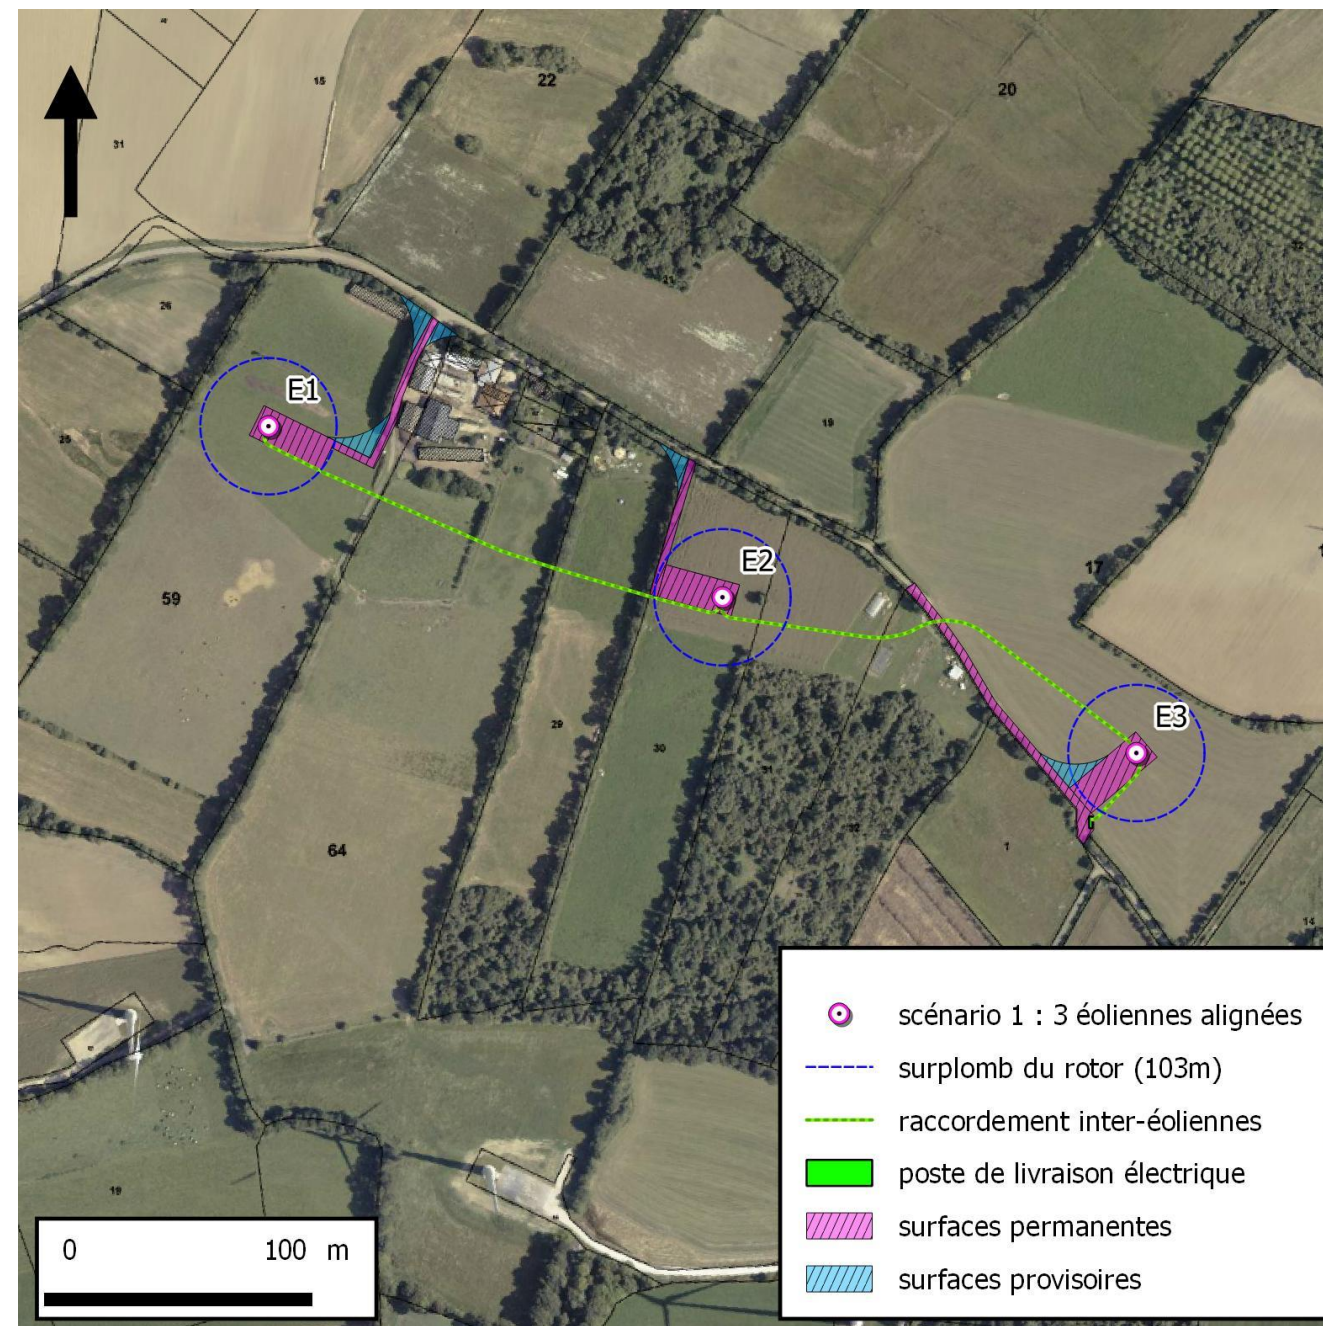 15
22
20
31
26
E1
19
25
E2
17
59
29
E3
30
31
32
64
1
14
scénario 1 : 3 éoliennes alignées
surplomb du rotor (103m)
raccordement inter-éoliennes
poste de livraison électrique
19
surfaces permanentes
0 100 m
surfaces provisoires